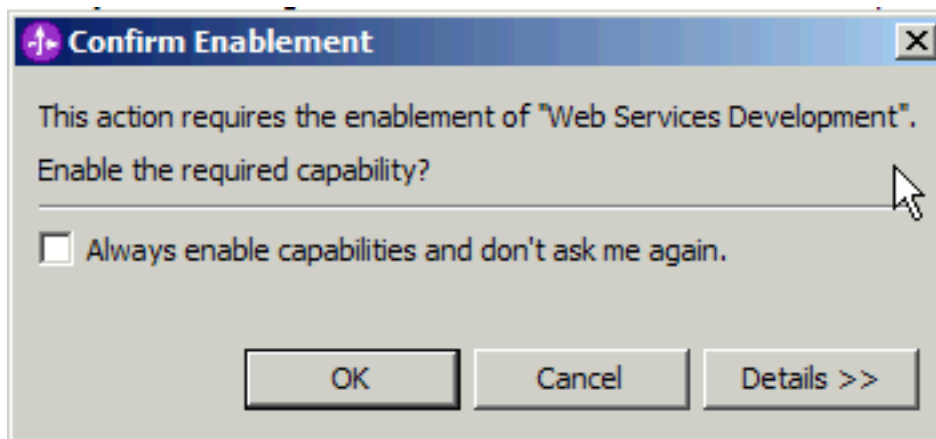 Confirm Enablement
This action requires the enablement of "Web Services Development".
Enable the required capability?
Always enable capabilities and don't ask me again.
OK Cancel Details >>